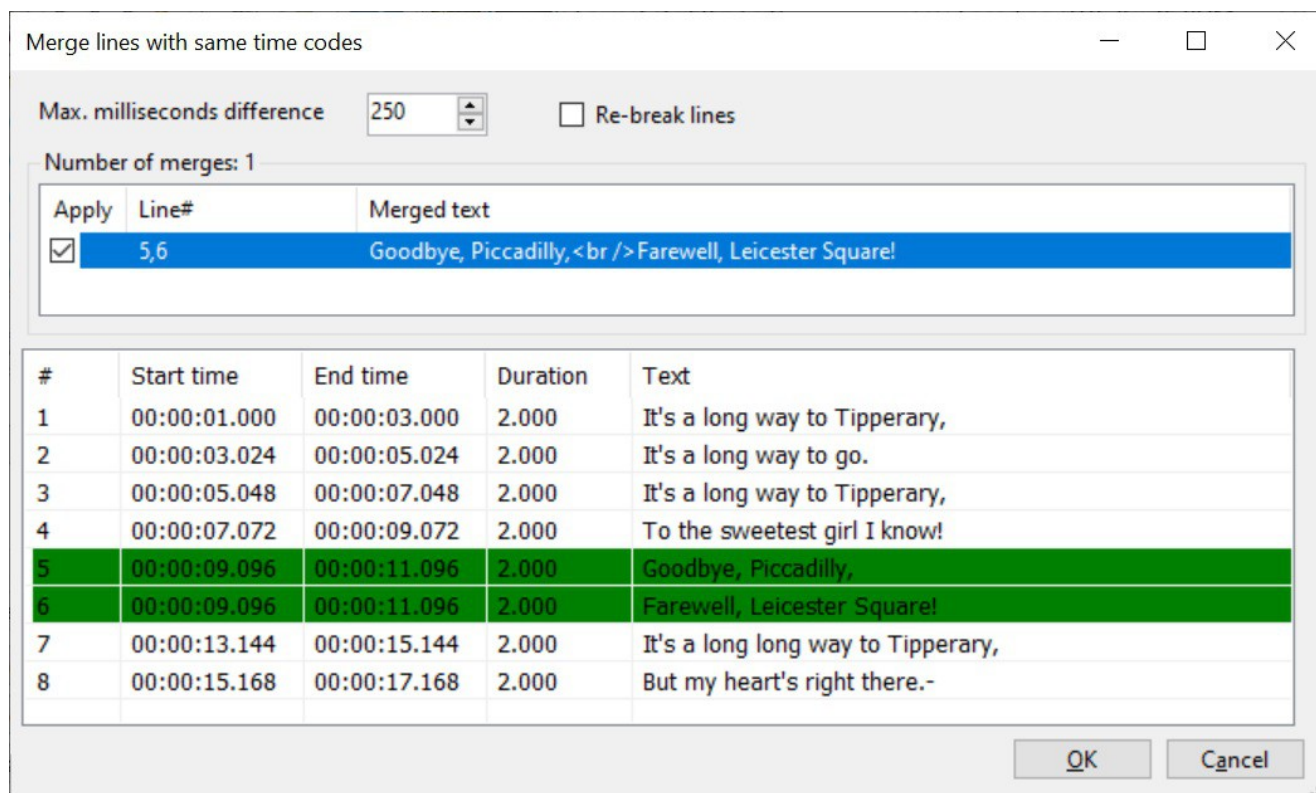 Merge lines with same time codes
Max. milliseconds difference 250 Re-break lines
Number of merges: 1
Apply Line# Merged text
5,6 Goodbye, Piccadilly,<br />Farewell, Leicester Square!
# Start time End time Duration Text
1 00:00:01.000 00:00:03.000 2.000 It's a long way to Tipperary,
2 00:00:03.024 00:00:05.024 2.000 It's a long way to go.
3 00:00:05.048 00:00:07.048 2.000 It's a long way to Tipperary,
4 00:00:07.072 00:00:09.072 2.000 To the sweetest girl I know!
5 00:00:09.096 00:00:11.096 2.000 Goodbye, Piccadilly,
6 00:00:09.096 00:00:11.096 2.000 Farewell, Leicester Square!
7 00:00:13.144 00:00:15.144 2.000 It's a long long way to Tipperary,
8 00:00:15.168 00:00:17.168 2.000 But my heart's right there.-
OK Cancel